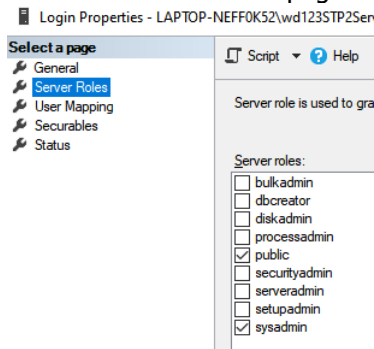 Login Properties - LAPTOP-NEFF0K52\wd123STP2Ser
Select a page
General
Server Roles
User Mapping
Securables
Status
Script
Help
Server role is used to gra
Server roles:
bulkadmin
dbcreator
diskadmin
processadmin
public
securityadmin
serveradmin
setupadmin
sysadmin